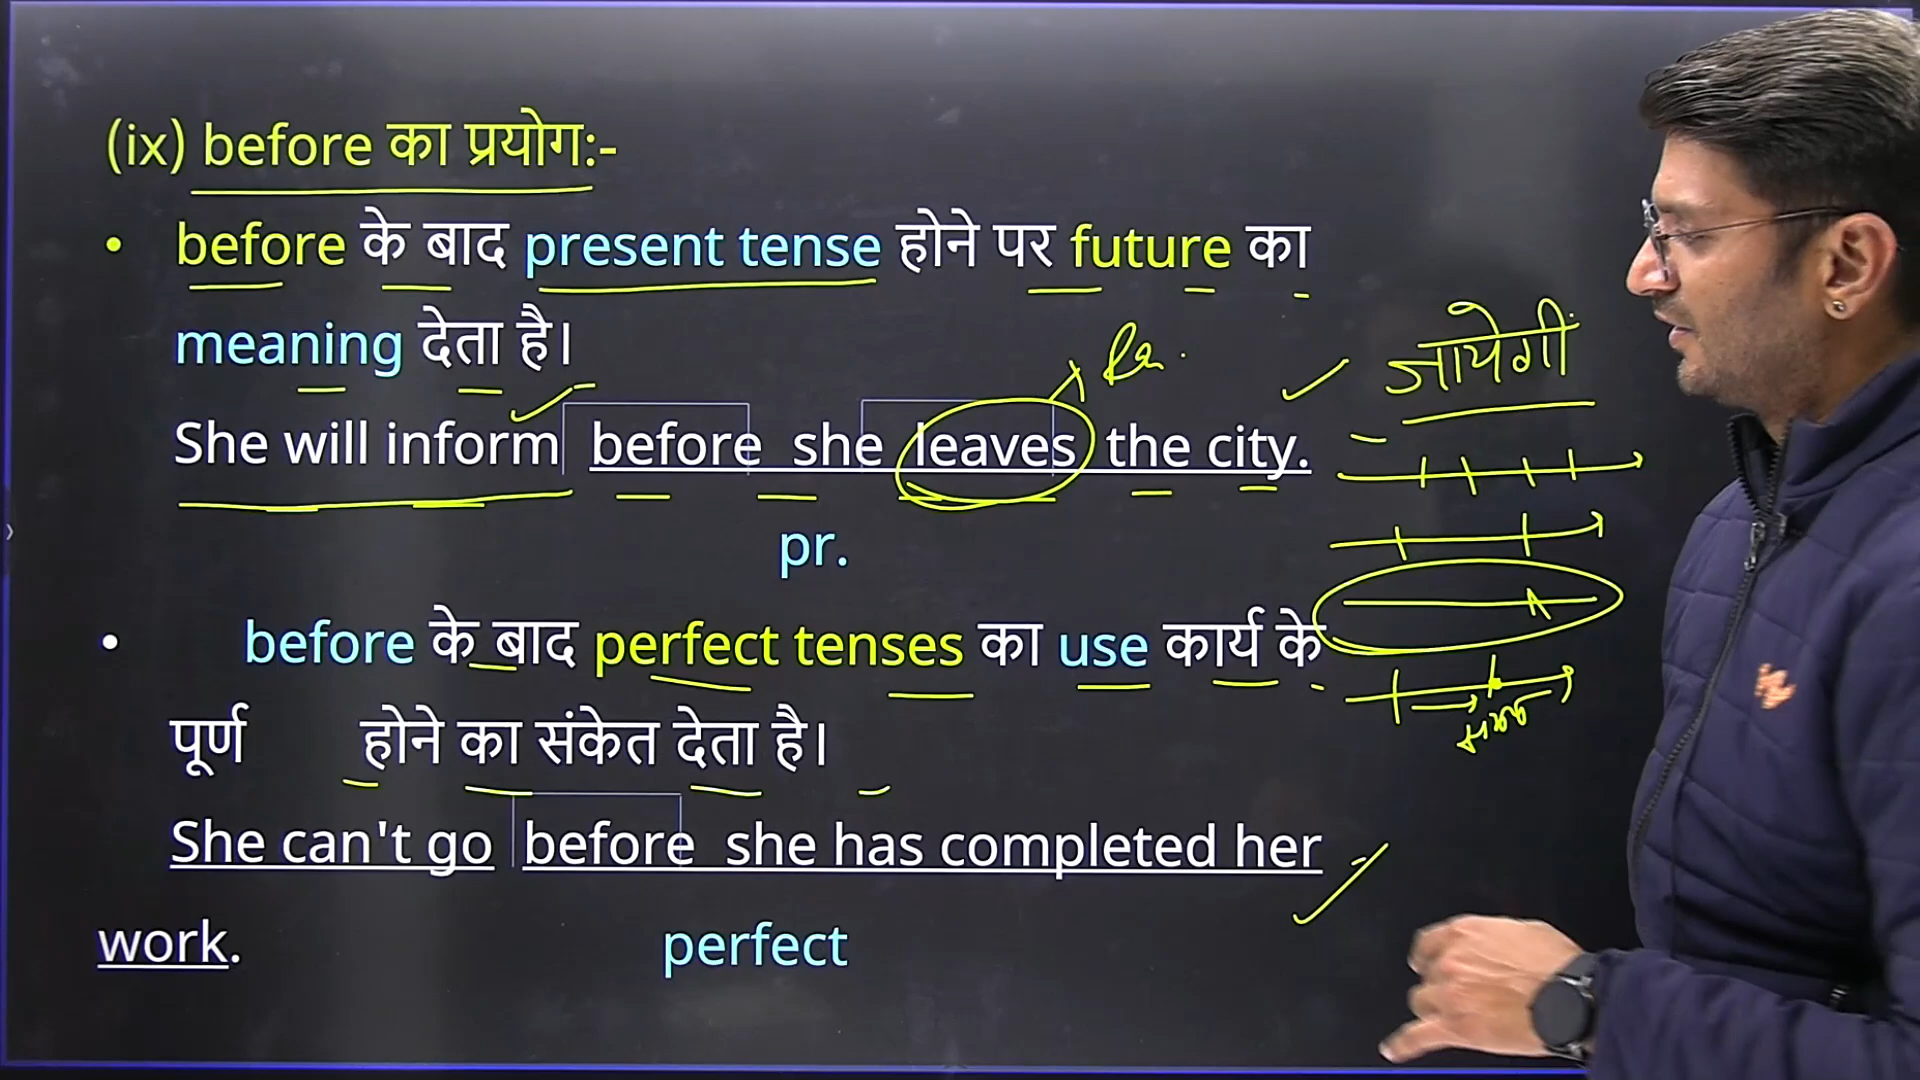 (ix) before का प्रयोग:-
• before के बाद present tense होने पर future का
meaning देता है।
जायेगी
She will inform before she leaves the city.
pr.
• before के बाद perfect tenses का use कार्य के
पूर्ण होने का संकेत देता है।
She can't go before she has completed her
work.
perfect